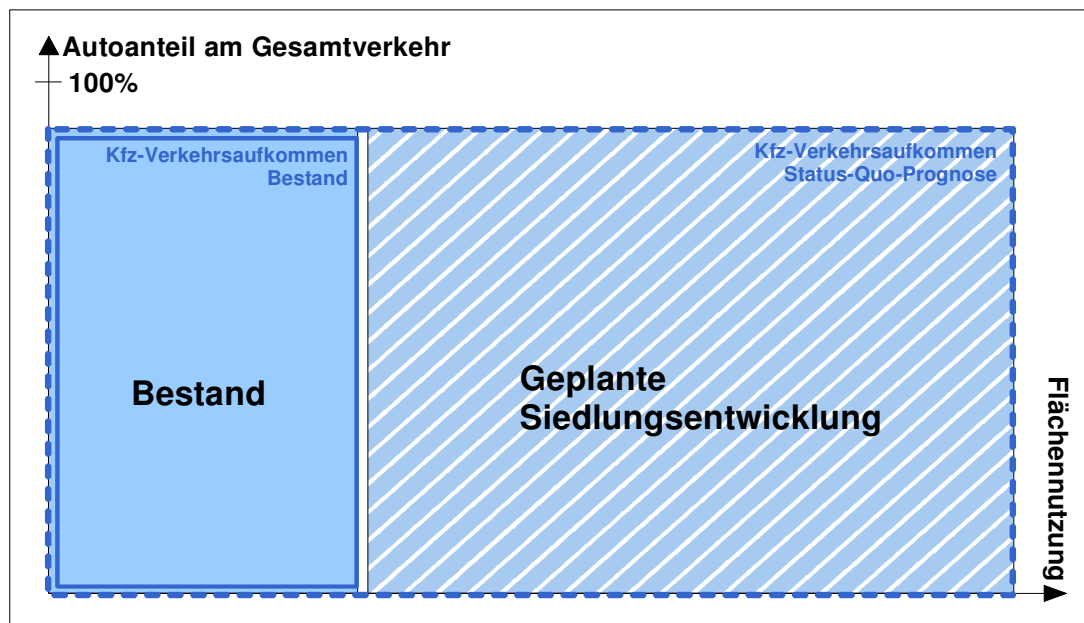 Autoanteil am Gesamtverkehr
100%
Kfz-Verkehrsaufkommen
Bestand
Kfz-Verkehrsaufkommen
Status-Quo-Prognose
Bestand
Geplante
Siedlungsentwicklung
Flächennutzung